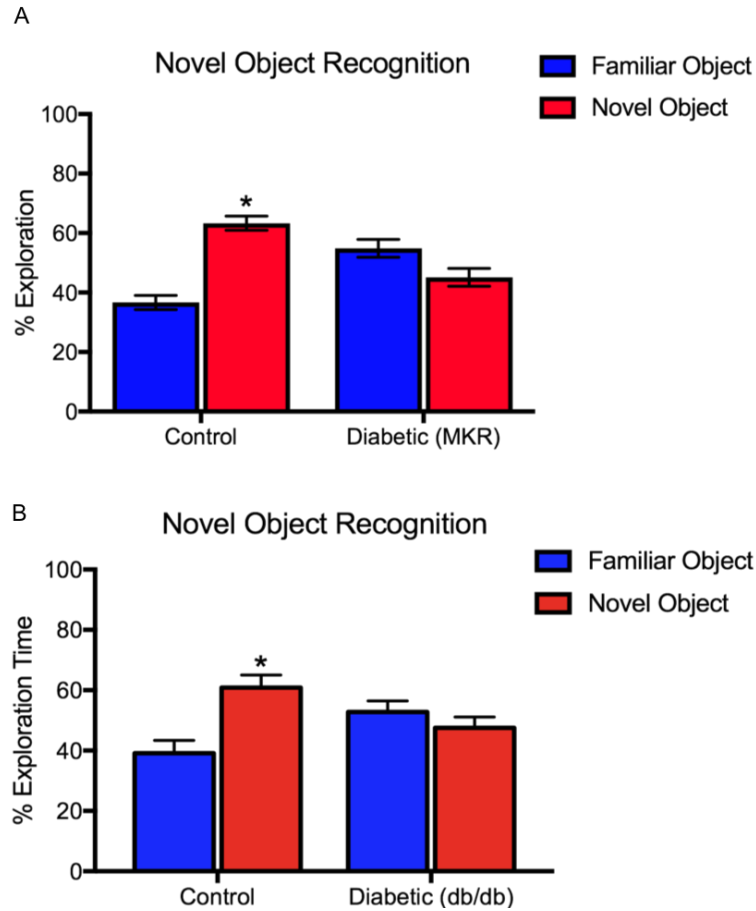 A
Novel Object Recognition
Familiar Object
Novel Object
% Exploration
100
80
60
40
20
0
*
Control
Diabetic (MKR)
B
Novel Object Recognition
Familiar Object
Novel Object
% Exploration Time
100
80
60
40
20
0
*
Control
Diabetic (db/db)